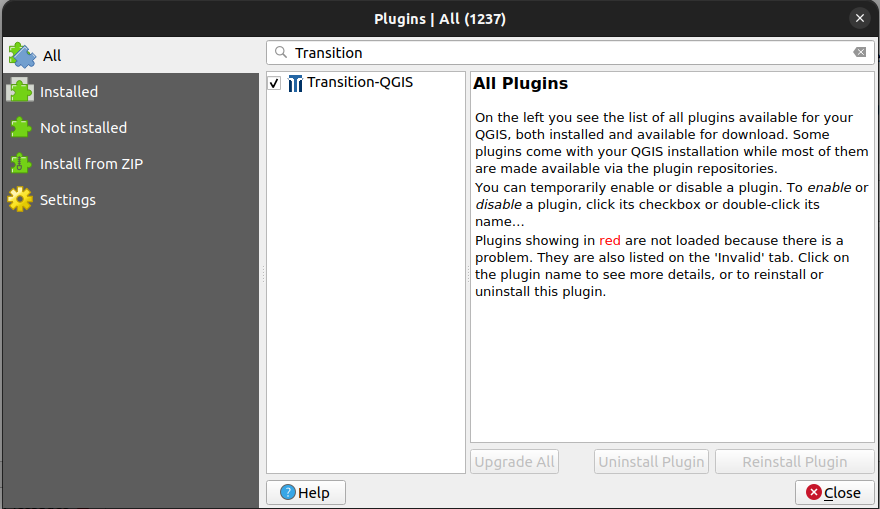 Plugins | All (1237)
All
Installed
Not installed
Install from ZIP
Settings
Transition
Transition-QGIS
All Plugins
On the left you see the list of all plugins available for your
QGIS, both installed and available for download. Some
plugins come with your QGIS installation while most of them
are made available via the plugin repositories.
You can temporarily enable or disable a plugin. To enable or
disable a plugin, click its checkbox or double-click its
name...
Plugins showing in red are not loaded because there is a
problem. They are also listed on the 'Invalid' tab. Click on
the plugin name to see more details, or to reinstall or
uninstall this plugin.
Upgrade All
Uninstall Plugin
Reinstall Plugin
Help
Close